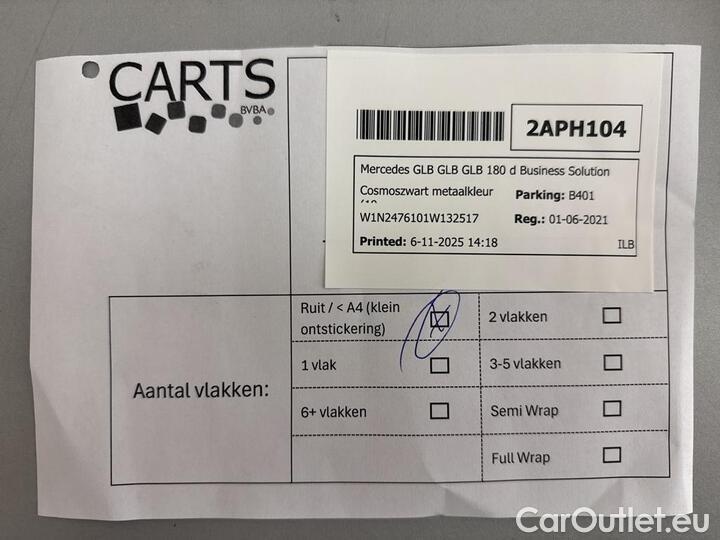 CARTS
BVBA
2APH104
Mercedes GLB GLB GLB 180 d Business Solution
Cosmoszwart metaalkleur
Parking: B401
W1N2476101W132517
Reg.: 01-06-2021
Printed: 6-11-2025 14:18
ILB
Aantal vlakken:
Ruit / < A4 (klein
ontstickering)
2 vlakken
1 vlak
3-5 vlakken
6+ vlakken
Semi Wrap
Full Wrap
CarOutlet.eu